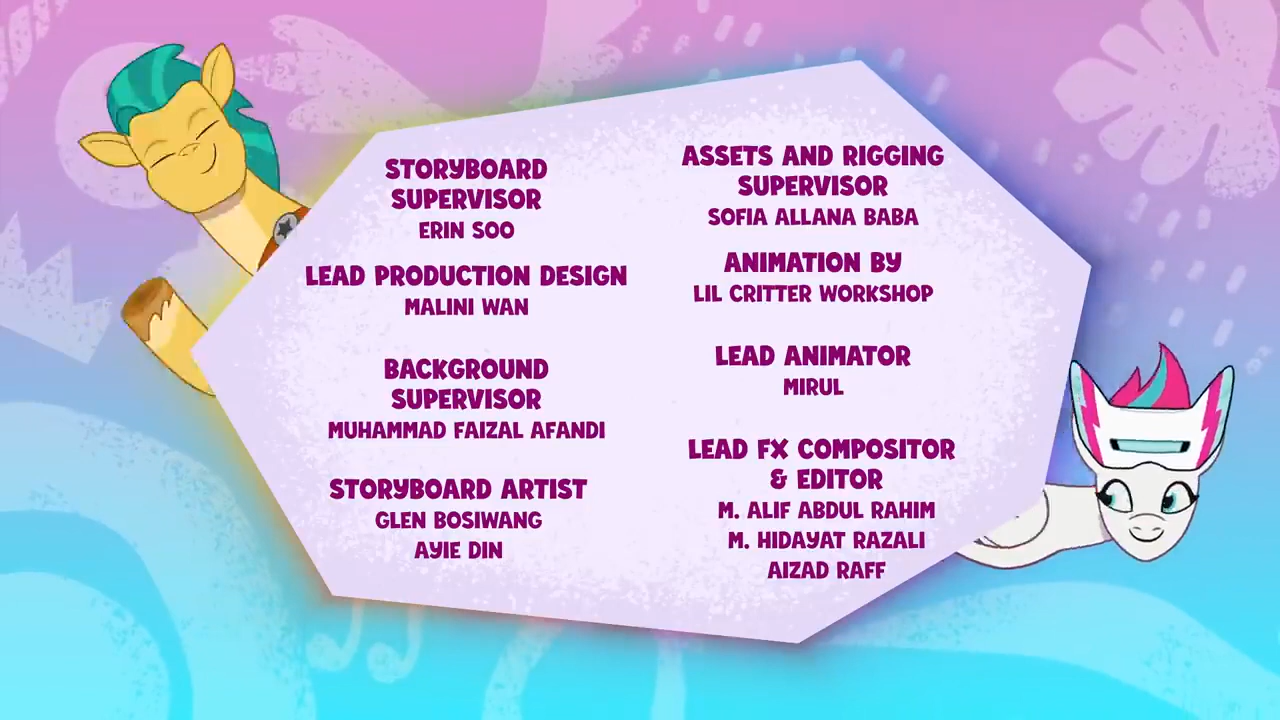 STORYBOARD
SUPERVISOR
ERIN SOO
LEAD PRODUCTION DESIGN
MALINI WAN
BACKGROUND
SUPERVISOR
MUHAMMAD FAIZAL AFANDI
STORYBOARD ARTIST
GLEN BOSIWANG
AYIE DIN
ASSETS AND RIGGING
SUPERVISOR
SOFIA ALLANA BABA
ANIMATION BY
LIL CRITTER WORKSHOP
LEAD ANIMATOR
MIRUL
LEAD FX COMPOSITOR
& EDITOR
M. ALIF ABDUL RAHIM
M. HIDAYAT RAZALI
AIZAD RAFF